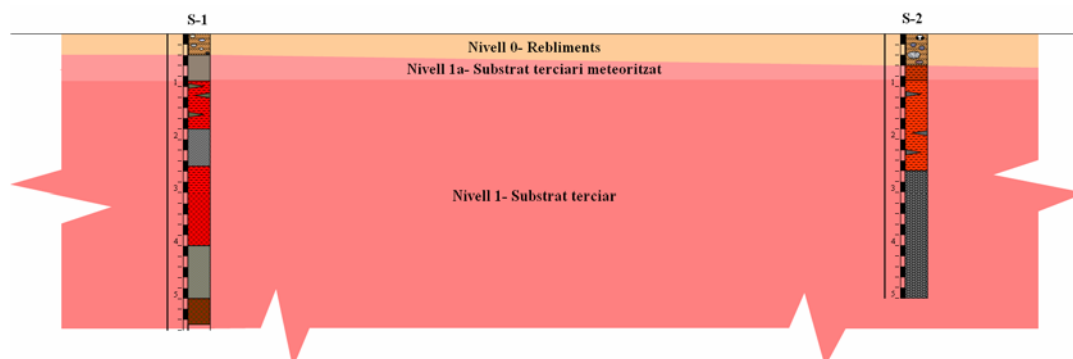 S-1
S-2
Nivell 0- Rebliments
Nivell 1a- Substrat terciari meteoritzat
Nivell 1- Substrat terciar
1
2
3
4
5
1
2
3
4
5